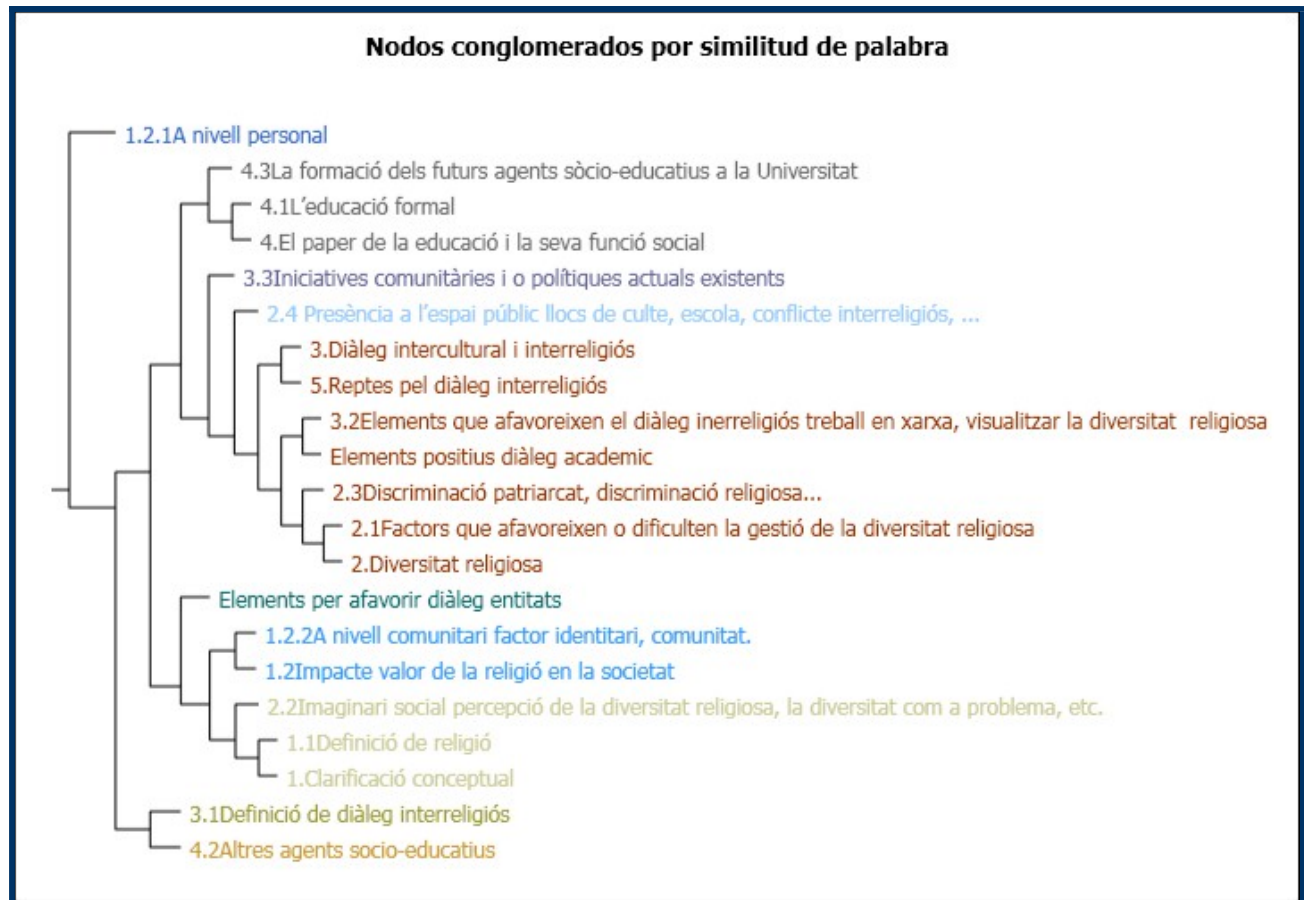 Nodos conglomerados por similitud de palabra
1.2.1A nivell personal
4.3La formació dels futurs agents sòcio-educatius a la Universitat
4.1L'educació formal
4.El paper de la educació i la seva funció social
3.3Iniciatives comunitàries i o polítiques actuals existents
2.4 Presència a l'espai públic llocs de culte, escola, conflicte interreligiós, ...
3.Diàleg intercultural i interreligiós
5.Reptes pel diàleg interreligiós
3.2Elements que afavoreixen el diàleg inerreligiós treball en xarxa, visualitzar la diversitat  religiosa
Elements positius diàleg academic
2.3Discriminació patriarcat, discriminació religiosa...
2.1Factors que afavoreixen o dificulten la gestió de la diversitat religiosa
2.Diversitat religiosa
Elements per afavorir diàleg entitats
1.2.2A nivell comunitari factor identitari, comunitat.
1.2Impacte valor de la religió en la societat
2.2Imaginari social percepció de la diversitat religiosa, la diversitat com a problema, etc.
1.1Definició de religió
1.Clarificació conceptual
3.1Definició de diàleg interreligiós
4.2Altres agents socio-educatius